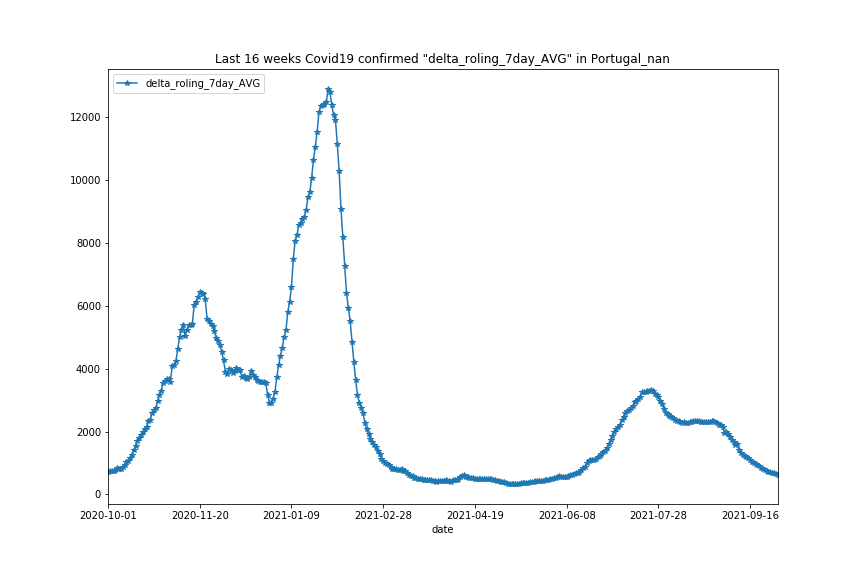 Last 16 weeks Covid19 confirmed "delta_roling_7day_AVG" in Portugal_nan
delta_roling_7day_AVG
12000
10000
8000
6000
4000
2000
0
2020-10-01 2020-11-20 2021-01-09 2021-02-28 2021-04-19 2021-06-08 2021-07-28 2021-09-16
date